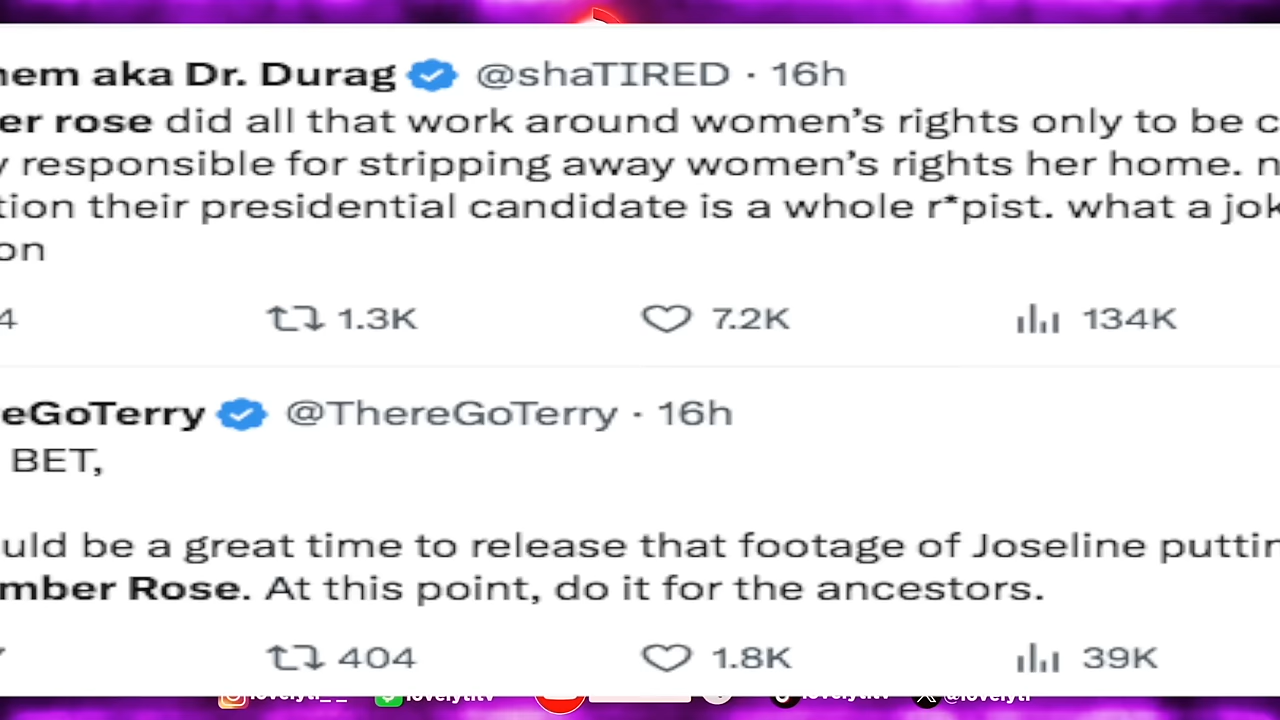 nem aka Dr. Durag @shaTIRED · 16h
er rose did all that work around women's rights only to be c
y responsible for stripping away women's rights her home. n
tion their presidential candidate is a whole r*pist. what a jok
on
4 1.3K 7.2K 134K
eGoTerry @ThereGoTerry · 16h
BET,
uld be a great time to release that footage of Joseline puttin
mber Rose. At this point, do it for the ancestors.
404 1.8K 39K